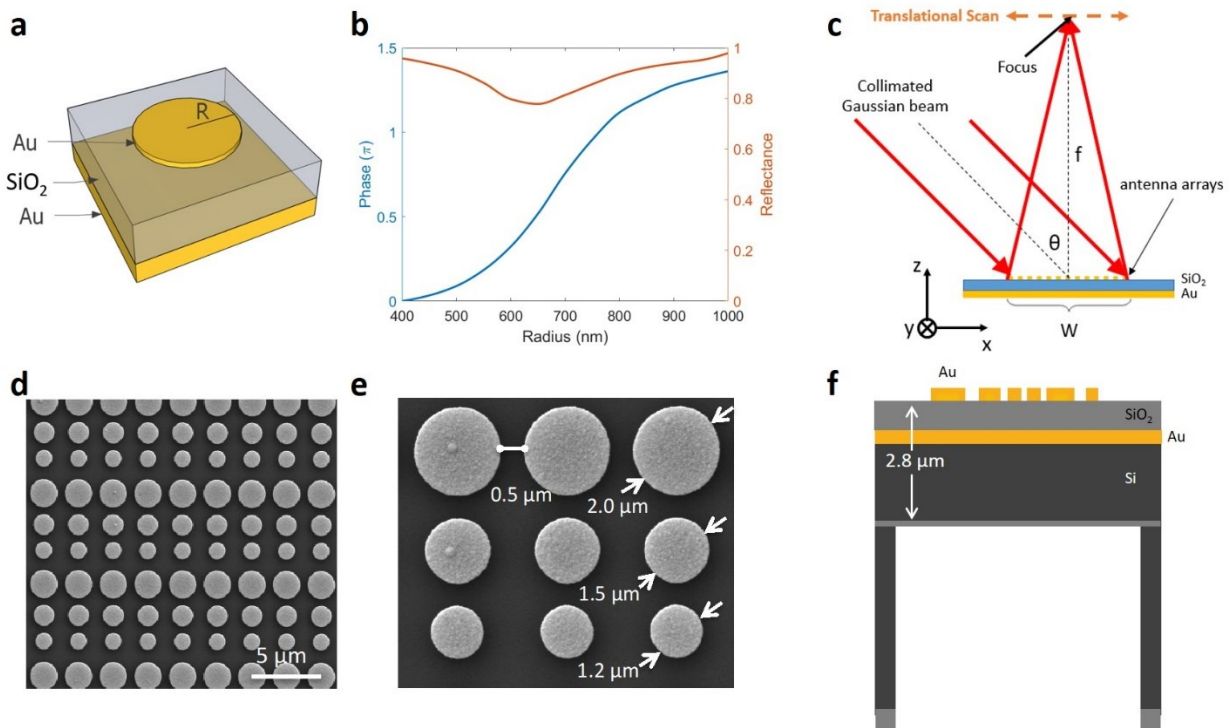 a
R
Au
SiO₂
Au
b
1.5
1
0.5
0
Phase (π)
1
0.8
0.6
0.4
0.2
0
Reflectance
400 500 600 700 800 900 1000
Radius (nm)
c
Translational Scan
Focus
Collimated
Gaussian beam
f
antenna arrays
θ
z
SiO₂
Au
y
x
W
d
5 μm
e
0.5 μm
2.0 μm
1.5 μm
1.2 μm
f
Au
SiO₂
Au
2.8 μm
Si